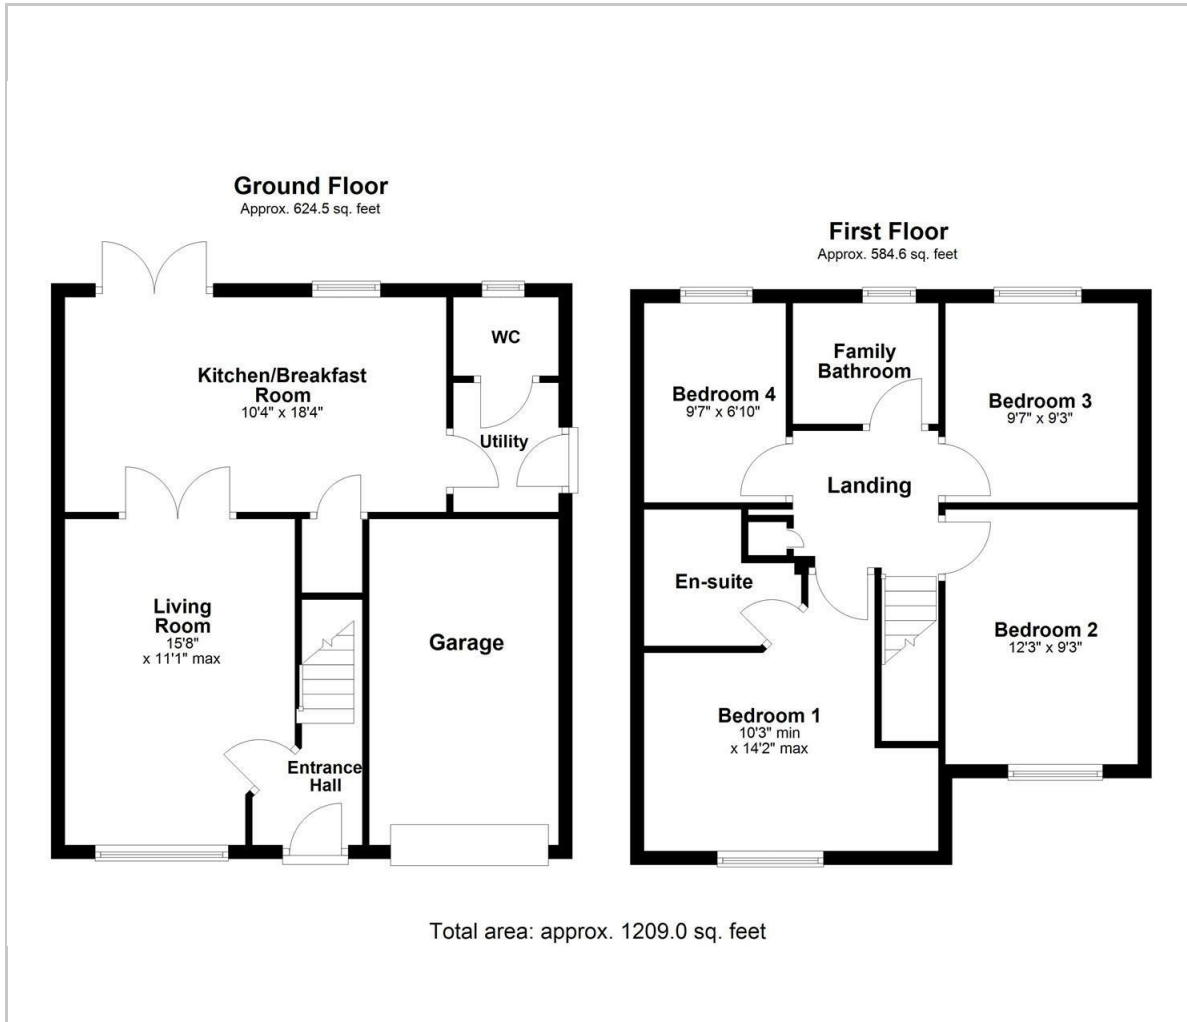 Ground Floor
Approx. 624.5 sq. feet
Kitchen/Breakfast
Room
10'4" x 18'4"
WC
Utility
Living
Room
15'8"
x 11'1" max
Garage
Entrance
Hall
First Floor
Approx. 584.6 sq. feet
Bedroom 4
9'7" x 6'10"
Family
Bathroom
Bedroom 3
9'7" x 9'3"
Landing
En-suite
Bedroom 2
12'3" x 9'3"
Bedroom 1
10'3" min
x 14'2" max
Total area: approx. 1209.0 sq. feet